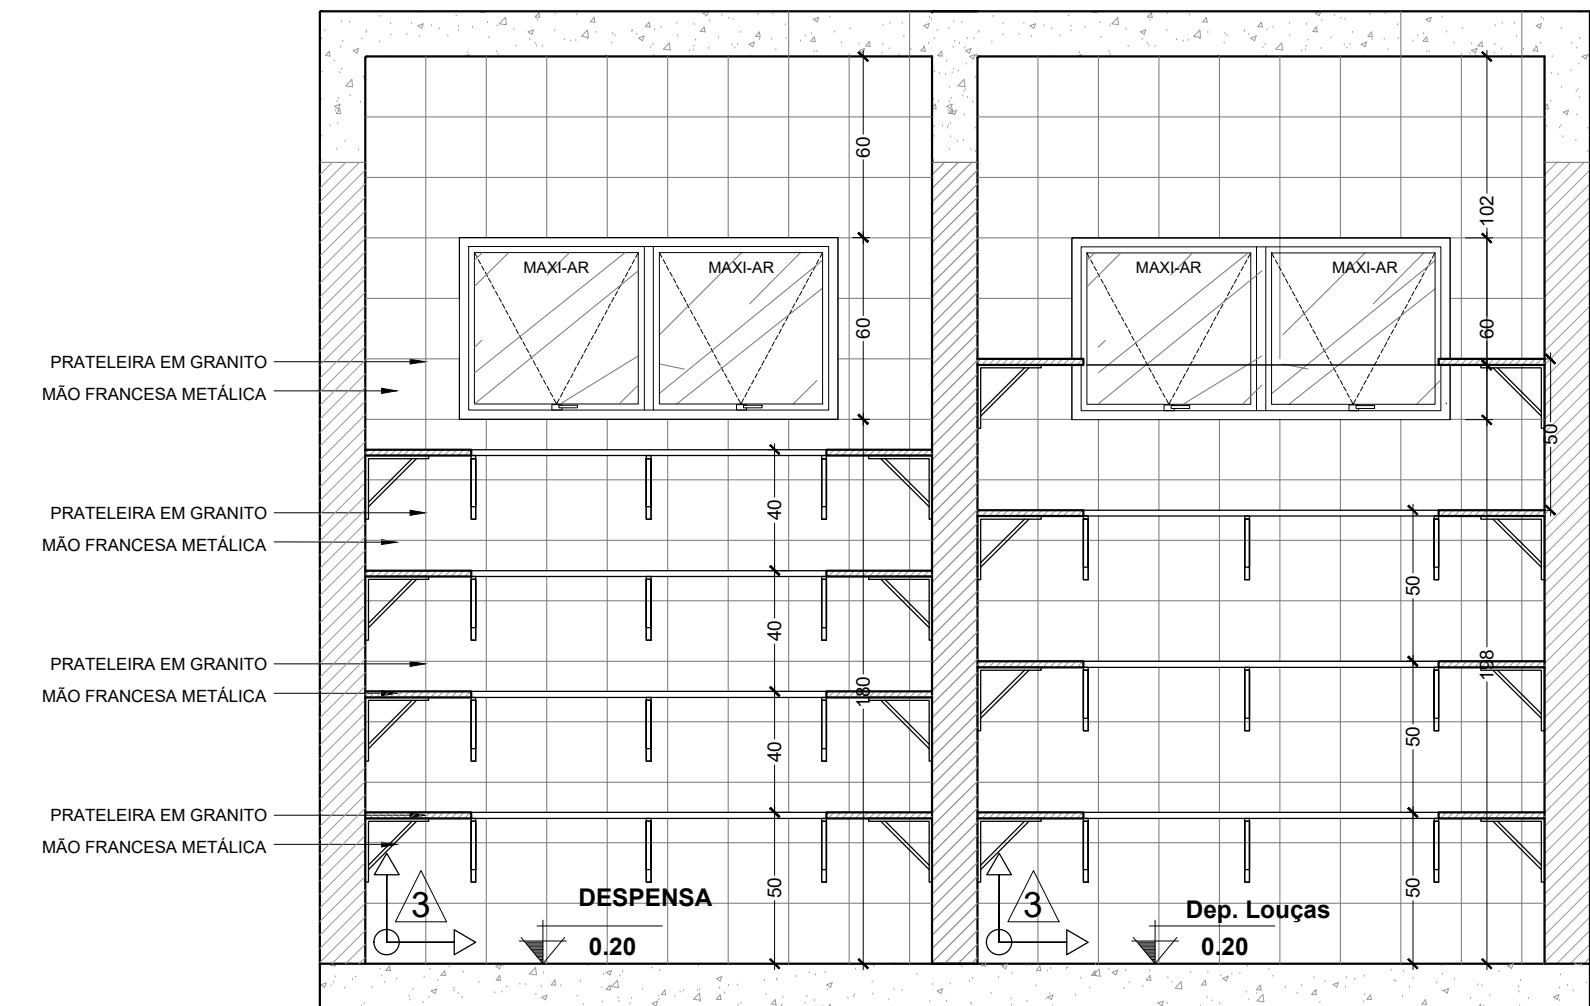 60
102
MAXI-AR
MAXI-AR
MAXI-AR
MAXI-AR
60
60
PRATELEIRA EM GRANITO
MÃO FRANCESA METÁLICA
50
40
PRATELEIRA EM GRANITO
MÃO FRANCESA METÁLICA
50
40
PRATELEIRA EM GRANITO
MÃO FRANCESA METÁLICA
180
198
40
50
PRATELEIRA EM GRANITO
MÃO FRANCESA METÁLICA
50
50
3
DESPENSA
0.20
3
Dep. Louças
0.20